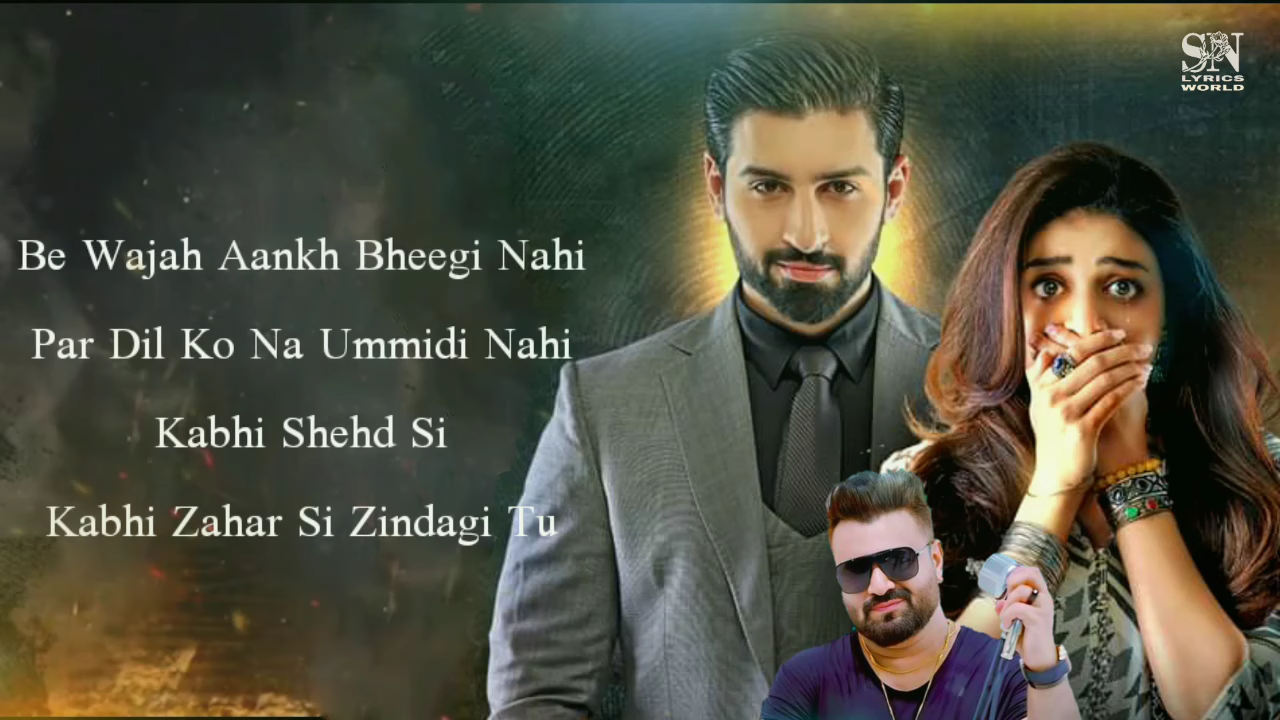 SN
LYRICS
WORLD
Be Wajah Aankh Bheegi Nahi
Par Dil Ko Na Ummidi Nahi
Kabhi Shehd Si
Kabhi Zahar Si Zindagi Tu